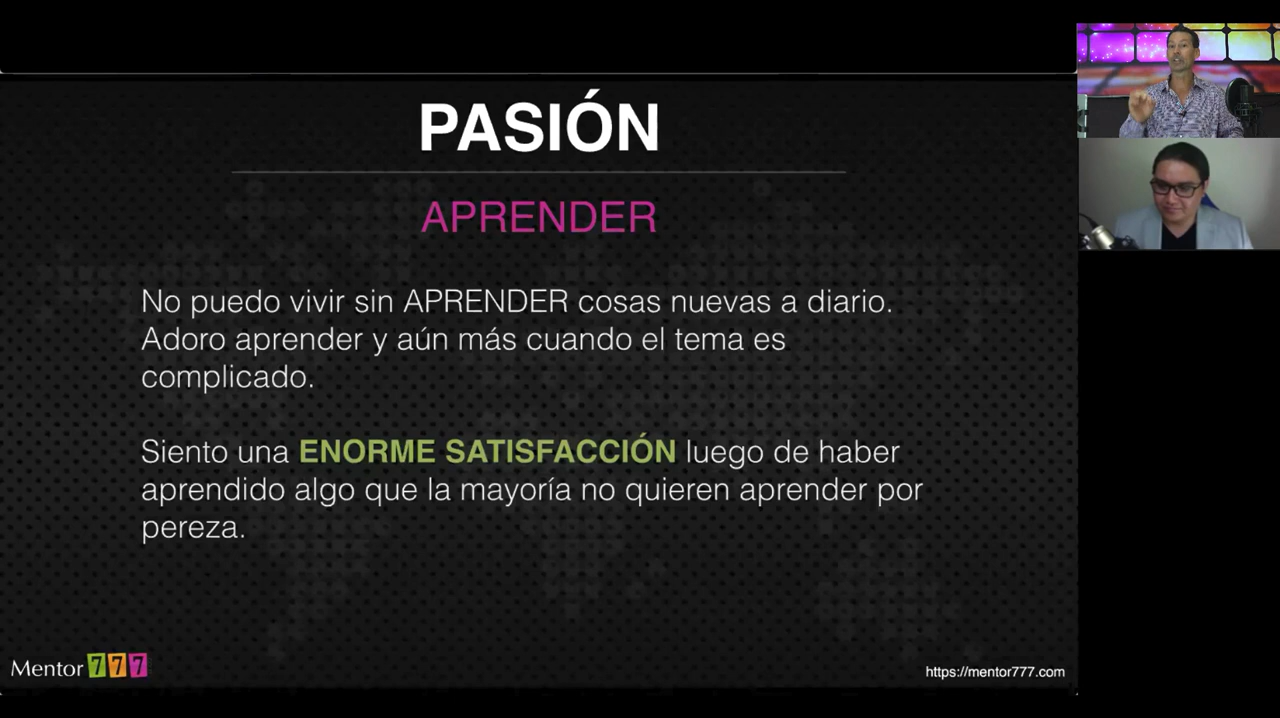 PASIÓN
APRENDER
No puedo vivir sin APRENDER cosas nuevas a diario.
Adoro aprender y aún más cuando el tema es
complicado.
Siento una ENORME SATISFACCIÓN luego de haber
aprendido algo que la mayoría no quieren aprender por
pereza.
Mentor 777
https://mentor777.com